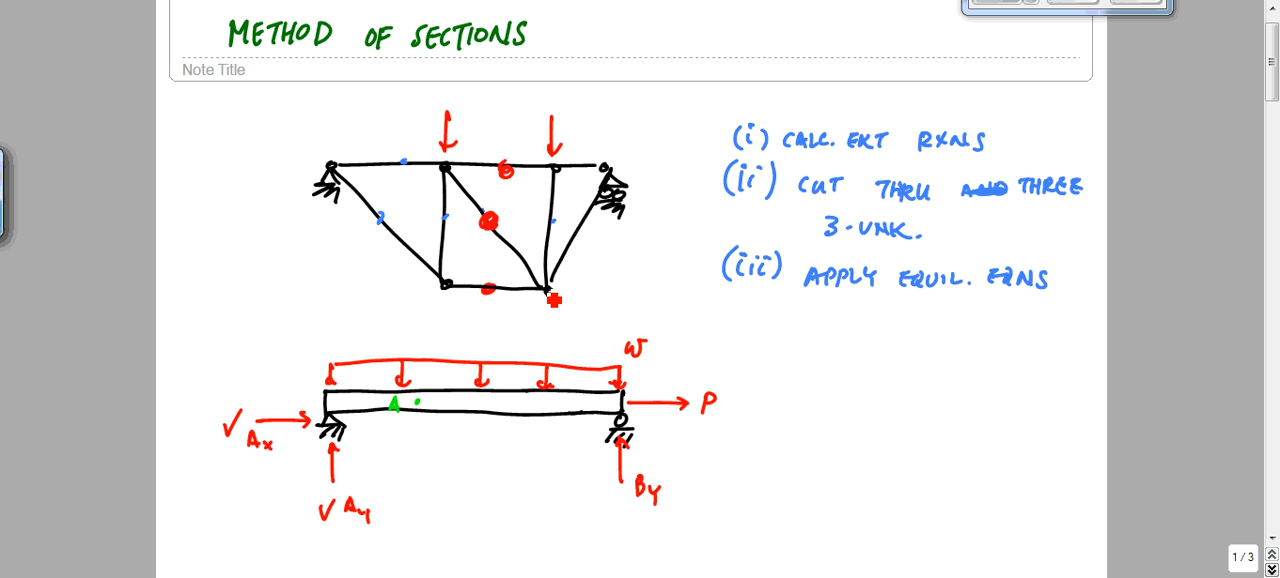 METHOD OF SECTIONS
Note Title
(i) CALC. EXT RXNS
(ii) CUT THRU THREE
3-UNK.
(iii) APPLY EQUIL. EQNS
W
A
P
Ax
By
Ay
1 / 3